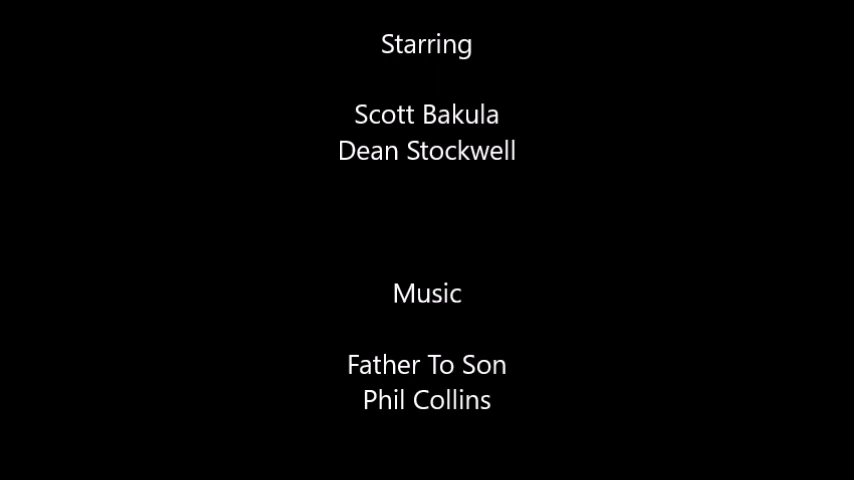 Starring
Scott Bakula
Dean Stockwell
Music
Father To Son
Phil Collins